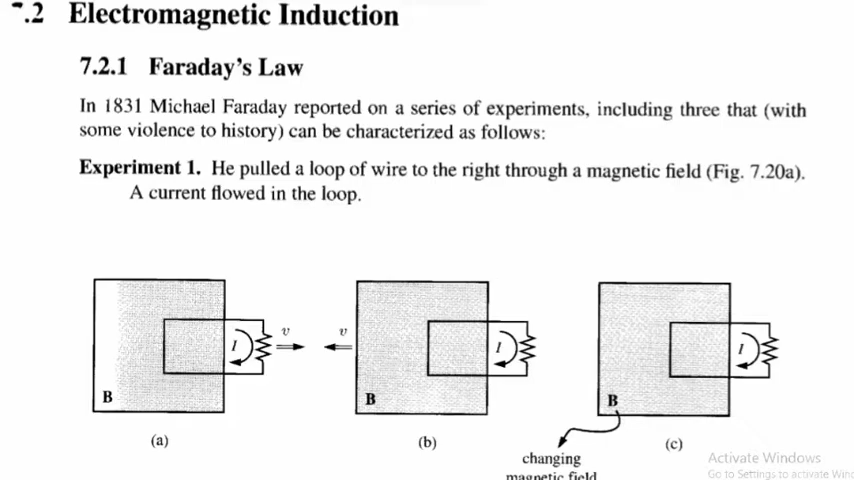 .2 Electromagnetic Induction
7.2.1 Faraday's Law
In 1831 Michael Faraday reported on a series of experiments, including three that (with
some violence to history) can be characterized as follows:
Experiment 1. He pulled a loop of wire to the right through a magnetic field (Fig. 7.20a).
A current flowed in the loop.
v v
I I I
B B B
(a) (b) (c)
changing
magnetic field
Activate Windows
Go to Settings to activate Win